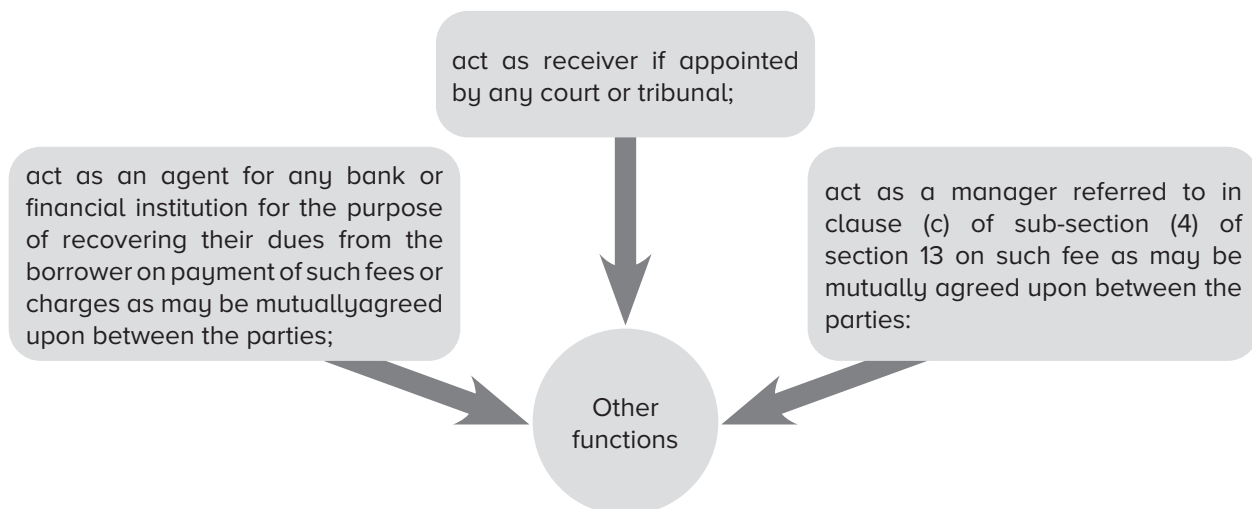 act as receiver if appointed
by any court or tribunal;
act as an agent for any bank or
financial institution for the purpose
of recovering their dues from the
borrower on payment of such fees or
charges as may be mutuallyagreed
upon between the parties;
act as a manager referred to in
clause (c) of sub-section (4) of
section 13 on such fee as may be
mutually agreed upon between the
parties:
Other
functions